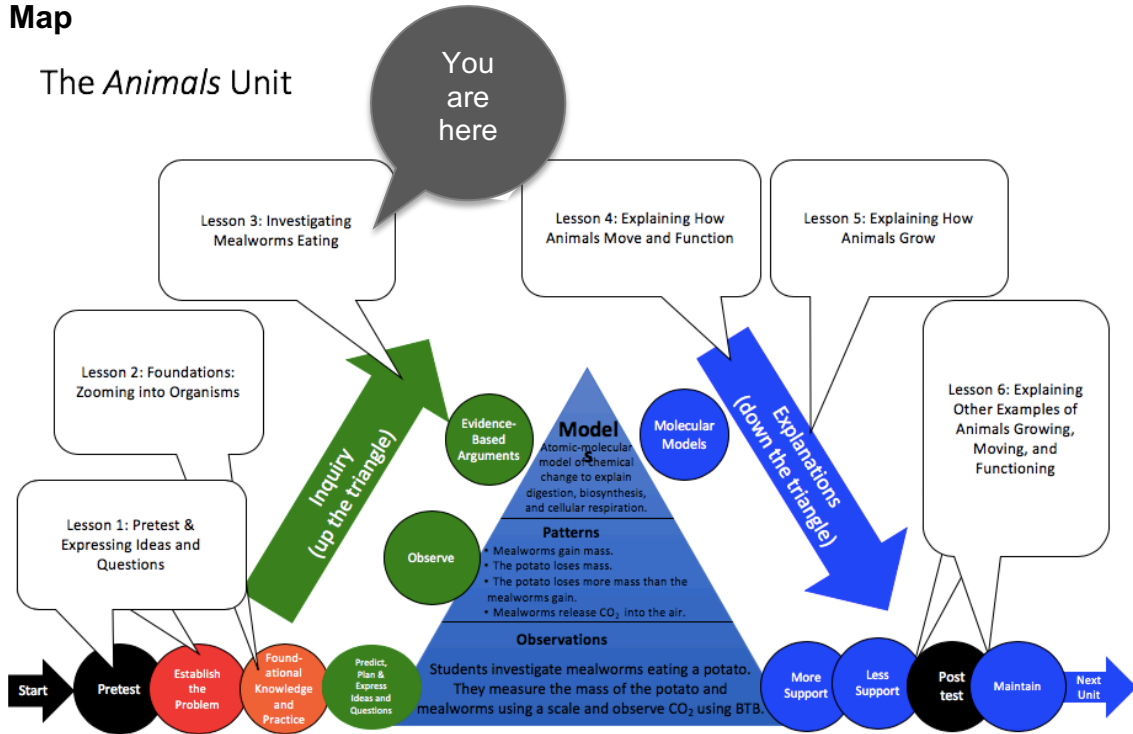 Map
The Animals Unit
You
are
here
Lesson 3: Investigating
Mealworms Eating
Lesson 4: Explaining How
Animals Move and Function
Lesson 5: Explaining How
Animals Grow
Lesson 2: Foundations:
Zooming into Organisms
Lesson 1: Pretest &
Expressing Ideas and
Questions
Lesson 6: Explaining
Other Examples of
Animals Growing,
Moving, and
Functioning
Inquiry
(up the triangle)
Explanations
(down the triangle)
Evidence-
Based
Arguments
Observe
Molecular
Models
Model
s
Atomic-molecular
model of chemical
change to explain
digestion, biosynthesis,
and cellular respiration.
Patterns
• Mealworms gain mass.
• The potato loses mass.
• The potato loses more mass than the
mealworms gain.
• Mealworms release CO₂ into the air.
Observations
Students investigate mealworms eating a potato.
They measure the mass of the potato and
mealworms using a scale and observe CO₂ using BTB.
Start
Pretest
Establish
the
Problem
Found-
ational
Knowledge
and
Practice
Predict,
Plan &
Express
Ideas and
Questions
More
Support
Less
Support
Post
test
Maintain
Next
Unit